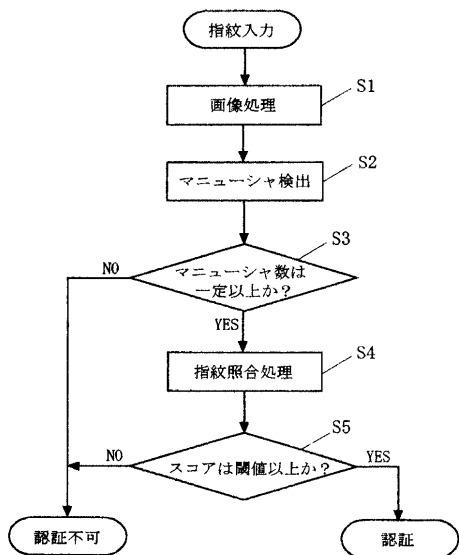 指紋入力
S1
画像処理
S2
マニューシャ検出
S3
NO
マニューシャ数は
一定以上か?
YES
S4
指紋照合処理
S5
NO
スコアは閾値以上か?
YES
認証不可
認証